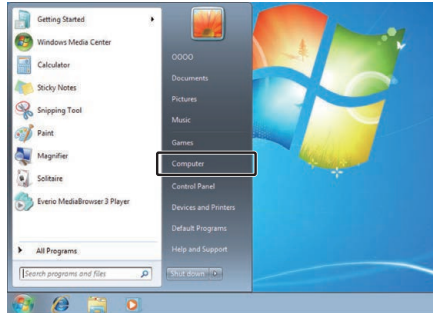 Getting Started
Windows Media Center
Calculator
Sticky Notes
Snipping Tool
Paint
Magnifier
Solitaire
Everio MediaBrowser 3 Player
All Programs
Search programs and files
OOOO
Documents
Pictures
Music
Games
Computer
Control Panel
Devices and Printers
Default Programs
Help and Support
Shut down